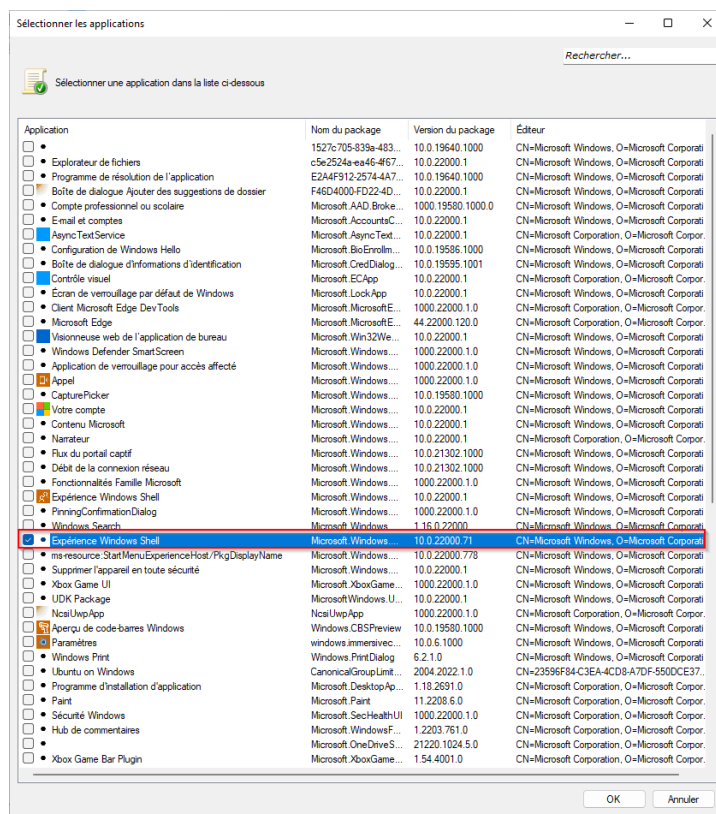 Sélectionner les applications
Rechercher...
Sélectionner une application dans la liste ci-dessous
Application Nom du package Version du package Éditeur
1527c705-839a-483... 10.0.19640.1000 CN=Microsoft Windows, O=Microsoft Corporati
Explorateur de fichiers c5e2524a-ea46-4f67... 10.0.22000.1 CN=Microsoft Windows, O=Microsoft Corporati
Programme de résolution de l'application E2A4F912-2574-4A7... 10.0.19640.1000 CN=Microsoft Windows, O=Microsoft Corporati
Boîte de dialogue Ajouter des suggestions de dossier F46D4000-FD22-4D... 10.0.22000.1 CN=Microsoft Windows, O=Microsoft Corporati
Compte professionnel ou scolaire Microsoft.AAD.Broke... 1000.19580.1000.0 CN=Microsoft Windows, O=Microsoft Corporati
E-mail et comptes Microsoft.AccountsC... 10.0.22000.1 CN=Microsoft Windows, O=Microsoft Corporati
AsyncTextService Microsoft.AsyncText... 10.0.22000.1 CN=Microsoft Corporation, O=Microsoft Corpor.
Configuration de Windows Hello Microsoft.BioEnrollm... 10.0.19586.1000 CN=Microsoft Windows, O=Microsoft Corporati
Boîte de dialogue d'informations d'identification Microsoft.CredDialog... 10.0.19595.1001 CN=Microsoft Windows, O=Microsoft Corporati
Contrôle visuel Microsoft.ECApp 10.0.22000.1 CN=Microsoft Corporation, O=Microsoft Corpor.
Écran de verrouillage par défaut de Windows Microsoft.LockApp 10.0.22000.1 CN=Microsoft Windows, O=Microsoft Corporati
Client Microsoft Edge DevTools Microsoft.MicrosoftE... 1000.22000.1.0 CN=Microsoft Windows, O=Microsoft Corporati
Microsoft Edge Microsoft.MicrosoftE... 44.22000.120.0 CN=Microsoft Windows, O=Microsoft Corporati
Visionneuse web de l'application de bureau Microsoft.Win32We... 10.0.22000.1 CN=Microsoft Windows, O=Microsoft Corporati
Windows Defender SmartScreen Microsoft.Windows.... 1000.22000.1.0 CN=Microsoft Windows, O=Microsoft Corporati
Application de verrouillage pour accès affecté Microsoft.Windows.... 1000.22000.1.0 CN=Microsoft Windows, O=Microsoft Corporati
Appel Microsoft.Windows.... 1000.22000.1.0 CN=Microsoft Windows, O=Microsoft Corporati
CapturePicker Microsoft.Windows.... 10.0.19580.1000 CN=Microsoft Windows, O=Microsoft Corporati
Votre compte Microsoft.Windows.... 10.0.22000.1 CN=Microsoft Windows, O=Microsoft Corporati
Contenu Microsoft Microsoft.Windows.... 10.0.22000.1 CN=Microsoft Windows, O=Microsoft Corporati
Narrateur Microsoft.Windows.... 10.0.22000.1 CN=Microsoft Corporation, O=Microsoft Corpor.
Flux du portail captif Microsoft.Windows.... 10.0.21302.1000 CN=Microsoft Windows, O=Microsoft Corporati
Débit de la connexion réseau Microsoft.Windows.... 10.0.21302.1000 CN=Microsoft Windows, O=Microsoft Corporati
Fonctionnalités Famille Microsoft Microsoft.Windows.... 1000.22000.1.0 CN=Microsoft Windows, O=Microsoft Corporati
Expérience Windows Shell Microsoft.Windows.... 10.0.22000.1 CN=Microsoft Windows, O=Microsoft Corporati
PinningConfirmationDialog Microsoft.Windows.... 1000.22000.1.0 CN=Microsoft Windows, O=Microsoft Corporati
Windows Search Microsoft.Windows.... 1.16.0.22000 CN=Microsoft Windows, O=Microsoft Corporati
Expérience Windows Shell Microsoft.Windows.... 10.0.22000.71 CN=Microsoft Windows, O=Microsoft Corporati
ms-resource:StartMenuExperienceHost/PkgDisplayName Microsoft.Windows.... 10.0.22000.778 CN=Microsoft Windows, O=Microsoft Corporati
Supprimer l'appareil en toute sécurité Microsoft.Windows.... 10.0.22000.1 CN=Microsoft Windows, O=Microsoft Corporati
Xbox Game UI Microsoft.XboxGame... 1000.22000.1.0 CN=Microsoft Windows, O=Microsoft Corporati
UDK Package MicrosoftWindows.U... 10.0.22000.1 CN=Microsoft Windows, O=Microsoft Corporati
NcsiUwpApp NcsiUwpApp 1000.22000.1.0 CN=Microsoft Corporation, O=Microsoft Corpor.
Aperçu de code-barres Windows Windows.CBSPreview 10.0.19580.1000 CN=Microsoft Windows, O=Microsoft Corporati
Paramètres windows.immersivec... 10.0.6.1000 CN=Microsoft Windows, O=Microsoft Corporati
Windows Print Windows.PrintDialog 6.2.1.0 CN=Microsoft Windows, O=Microsoft Corporati
Ubuntu on Windows CanonicalGroupLimit... 2004.2022.1.0 CN=23596F84-C3EA-4CD8-A7DF-550DCE37..
Programme d'installation d'application Microsoft.DesktopAp... 1.18.2691.0 CN=Microsoft Corporation, O=Microsoft Corpor.
Paint Microsoft.Paint 11.2208.6.0 CN=Microsoft Corporation, O=Microsoft Corpor.
Sécurité Windows Microsoft.SecHealthUI 1000.22000.1.0 CN=Microsoft Corporation, O=Microsoft Corpor.
Hub de commentaires Microsoft.WindowsF... 1.2203.761.0 CN=Microsoft Corporation, O=Microsoft Corpor.
Microsoft.OneDriveS... 21220.1024.5.0 CN=Microsoft Corporation, O=Microsoft Corpor.
Xbox Game Bar Plugin Microsoft.XboxGame... 1.54.4001.0 CN=Microsoft Corporation, O=Microsoft Corpor.
OK Annuler